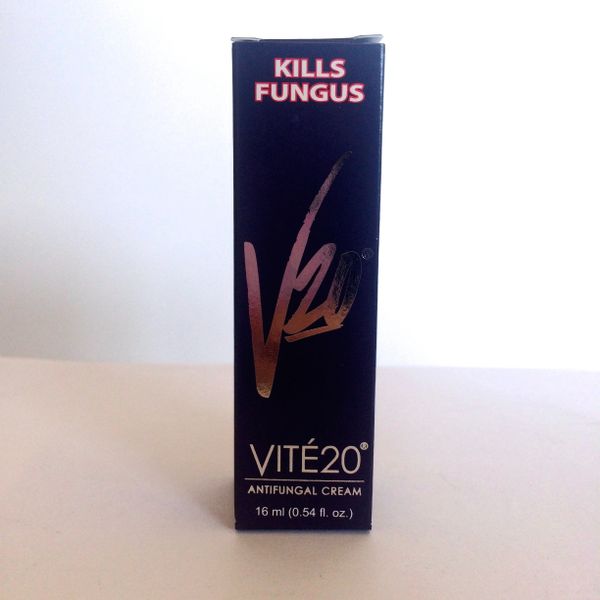 KILLS
FUNGUS
V20®
VITÉ20®
ANTIFUNGAL CREAM
16 ml (0.54 fl. oz.)